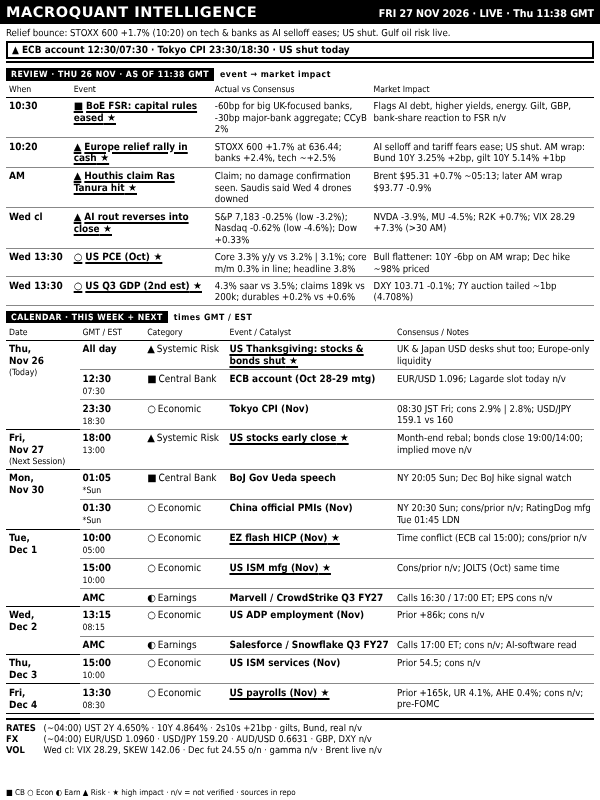 MACROQUANT INTELLIGENCE FRI 27 NOV 2026 · LIVE · Thu 11:38 GMT
Relief bounce: STOXX 600 +1.7% (10:20) on tech & banks as AI selloff eases; US shut. Gulf oil risk live.
▲ ECB account 12:30/07:30 · Tokyo CPI 23:30/18:30 · US shut today
REVIEW · THU 26 NOV · AS OF 11:38 GMT event → market impact
When Event Actual vs Consensus Market Impact
10:30 ■ BoE FSR: capital rules -60bp for big UK-focused banks, Flags AI debt, higher yields, energy. Gilt, GBP,
eased ★ -30bp major-bank aggregate; CCyB bank-share reaction to FSR n/v
2%
10:20 ▲ Europe relief rally in STOXX 600 +1.7% at 636.44; AI selloff and tariff fears ease; US shut. AM wrap:
cash ★ banks +2.4%, tech ~+2.5% Bund 10Y 3.25% +2bp, gilt 10Y 5.14% +1bp
AM ▲ Houthis claim Ras Claim; no damage confirmation Brent $95.31 +0.7% ~05:13; later AM wrap
Tanura hit ★ seen. Saudis said Wed 4 drones $93.77 -0.9%
downed
Wed cl ▲ AI rout reverses into S&P 7,183 -0.25% (low -3.2%); NVDA -3.9%, MU -4.5%; R2K +0.7%; VIX 28.29
close ★ Nasdaq -0.62% (low -4.6%); Dow +7.3% (>30 AM)
+0.33%
Wed 13:30 ○ US PCE (Oct) ★ Core 3.3% y/y vs 3.2% | 3.1%; core Bull flattener: 10Y -6bp on AM wrap; Dec hike
m/m 0.3% in line; headline 3.8% ~98% priced
Wed 13:30 ○ US Q3 GDP (2nd est) ★ 4.3% saar vs 3.5%; claims 189k vs DXY 103.71 -0.1%; 7Y auction tailed ~1bp
200k; durables +0.2% vs +0.6% (4.708%)
CALENDAR · THIS WEEK + NEXT times GMT / EST
Date GMT / EST Category Event / Catalyst Consensus / Notes
Thu, All day ▲ Systemic Risk US Thanksgiving: stocks & UK & Japan USD desks shut too; Europe-only
Nov 26 bonds shut ★ liquidity
(Today)
12:30 ■ Central Bank ECB account (Oct 28-29 mtg) EUR/USD 1.096; Lagarde slot today n/v
07:30
23:30 ○ Economic Tokyo CPI (Nov) 08:30 JST Fri; cons 2.9% | 2.8%; USD/JPY
18:30 159.1 vs 160
Fri, 18:00 ▲ Systemic Risk US stocks early close ★ Month-end rebal; bonds close 19:00/14:00;
Nov 27 13:00 implied move n/v
(Next Session)
Mon, 01:05 ■ Central Bank BoJ Gov Ueda speech NY 20:05 Sun; Dec BoJ hike signal watch
Nov 30 *Sun
01:30 ○ Economic China official PMIs (Nov) NY 20:30 Sun; cons/prior n/v; RatingDog mfg
*Sun Tue 01:45 LDN
Tue, 10:00 ○ Economic EZ flash HICP (Nov) ★ Time conflict (ECB cal 15:00); cons/prior n/v
Dec 1 05:00
15:00 ○ Economic US ISM mfg (Nov) ★ Cons/prior n/v; JOLTS (Oct) same time
10:00
AMC ◐ Earnings Marvell / CrowdStrike Q3 FY27 Calls 16:30 / 17:00 ET; EPS cons n/v
Wed, 13:15 ○ Economic US ADP employment (Nov) Prior +86k; cons n/v
Dec 2 08:15
AMC ◐ Earnings Salesforce / Snowflake Q3 FY27 Calls 17:00 ET; cons n/v; AI-software read
Thu, 15:00 ○ Economic US ISM services (Nov) Prior 54.5; cons n/v
Dec 3 10:00
Fri, 13:30 ○ Economic US payrolls (Nov) ★ Prior +165k, UR 4.1%, AHE 0.4%; cons n/v;
Dec 4 08:30 pre-FOMC
RATES (~04:00) UST 2Y 4.650% · 10Y 4.864% · 2s10s +21bp · gilts, Bund, real n/v
FX (~04:00) EUR/USD 1.0960 · USD/JPY 159.20 · AUD/USD 0.6631 · GBP, DXY n/v
VOL Wed cl: VIX 28.29, SKEW 142.06 · Dec fut 24.55 o/n · gamma n/v · Brent live n/v
■ CB ○ Econ ◐ Earn ▲ Risk · ★ high impact · n/v = not verified · sources in repo